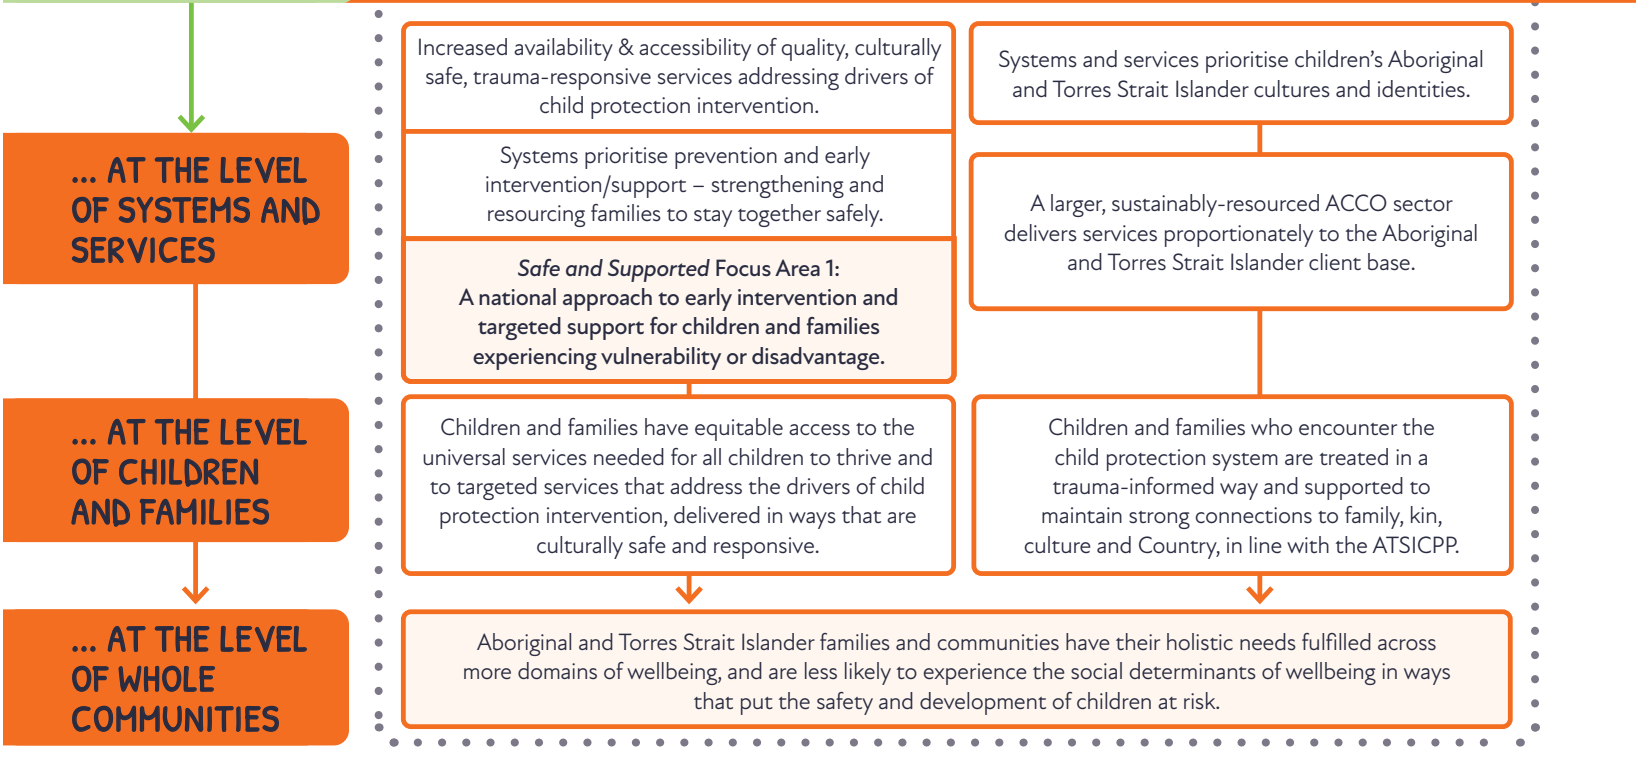 ... AT THE LEVEL
OF SYSTEMS AND
SERVICES
Increased availability & accessibility of quality, culturally
safe, trauma-responsive services addressing drivers of
child protection intervention.
Systems prioritise prevention and early
intervention/support – strengthening and
resourcing families to stay together safely.
Safe and Supported Focus Area 1:
A national approach to early intervention and
targeted support for children and families
experiencing vulnerability or disadvantage.
Systems and services prioritise children’s Aboriginal
and Torres Strait Islander cultures and identities.
A larger, sustainably-resourced ACCO sector
delivers services proportionately to the Aboriginal
and Torres Strait Islander client base.
... AT THE LEVEL
OF CHILDREN
AND FAMILIES
Children and families have equitable access to the
universal services needed for all children to thrive and
to targeted services that address the drivers of child
protection intervention, delivered in ways that are
culturally safe and responsive.
Children and families who encounter the
child protection system are treated in a
trauma-informed way and supported to
maintain strong connections to family, kin,
culture and Country, in line with the ATSICPP.
... AT THE LEVEL
OF WHOLE
COMMUNITIES
Aboriginal and Torres Strait Islander families and communities have their holistic needs fulfilled across
more domains of wellbeing, and are less likely to experience the social determinants of wellbeing in ways
that put the safety and development of children at risk.